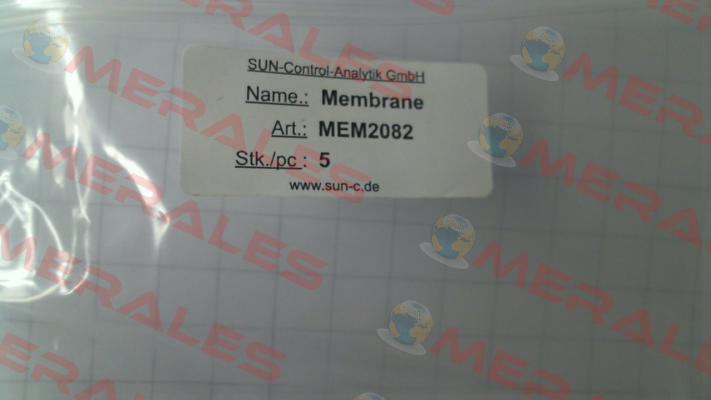 SUN-Control-Analytik GmbH
Name.: Membrane
Art.: MEM2082
Stk./pc : 5
www.sun-c.de
MERALES
MERALES
MERALES
MERALES
MERALES
MERALES